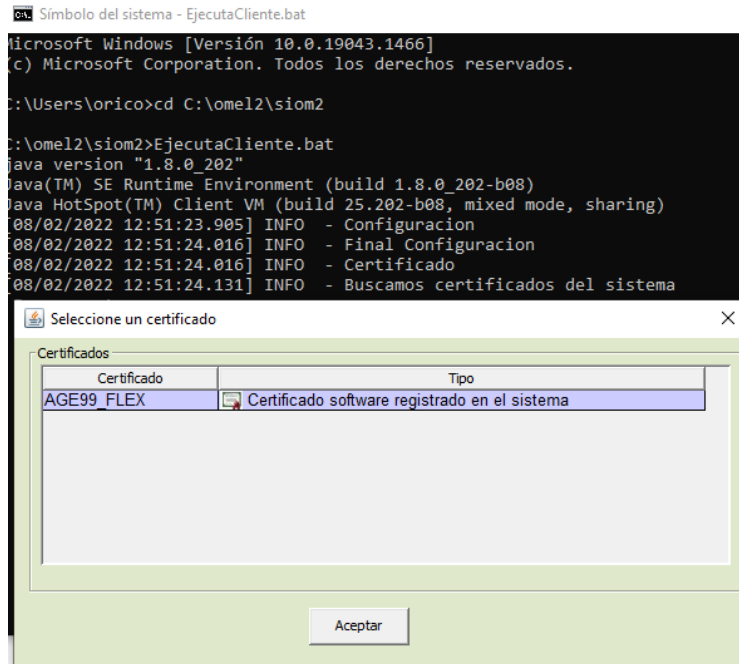 Símbolo del sistema - EjecutaCliente.bat
Microsoft Windows [Versión 10.0.19043.1466]
(c) Microsoft Corporation. Todos los derechos reservados.
C:\Users\orico>cd C:\omel2\siom2
C:\omel2\siom2>EjecutaCliente.bat
java version "1.8.0_202"
Java(TM) SE Runtime Environment (build 1.8.0_202-b08)
Java HotSpot(TM) Client VM (build 25.202-b08, mixed mode, sharing)
[08/02/2022 12:51:23.905] INFO - Configuracion
[08/02/2022 12:51:24.016] INFO - Final Configuracion
[08/02/2022 12:51:24.016] INFO - Certificado
[08/02/2022 12:51:24.131] INFO - Buscamos certificados del sistema
Seleccione un certificado
Certificados
Certificado Tipo
AGE99_FLEX Certificado software registrado en el sistema
Aceptar